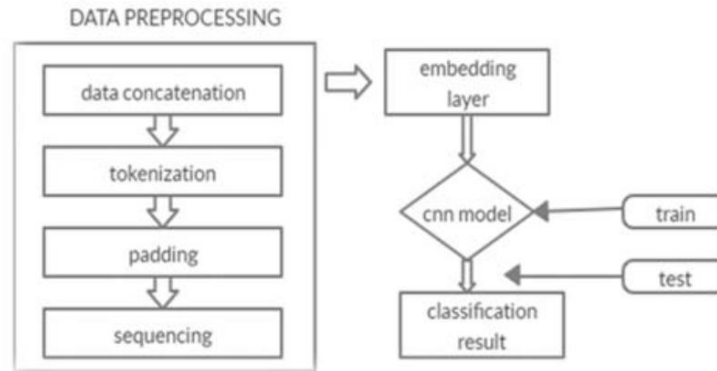 DATA PREPROCESSING
data concatenation
tokenization
padding
sequencing
embedding
layer
cnn model
train
test
classification
result